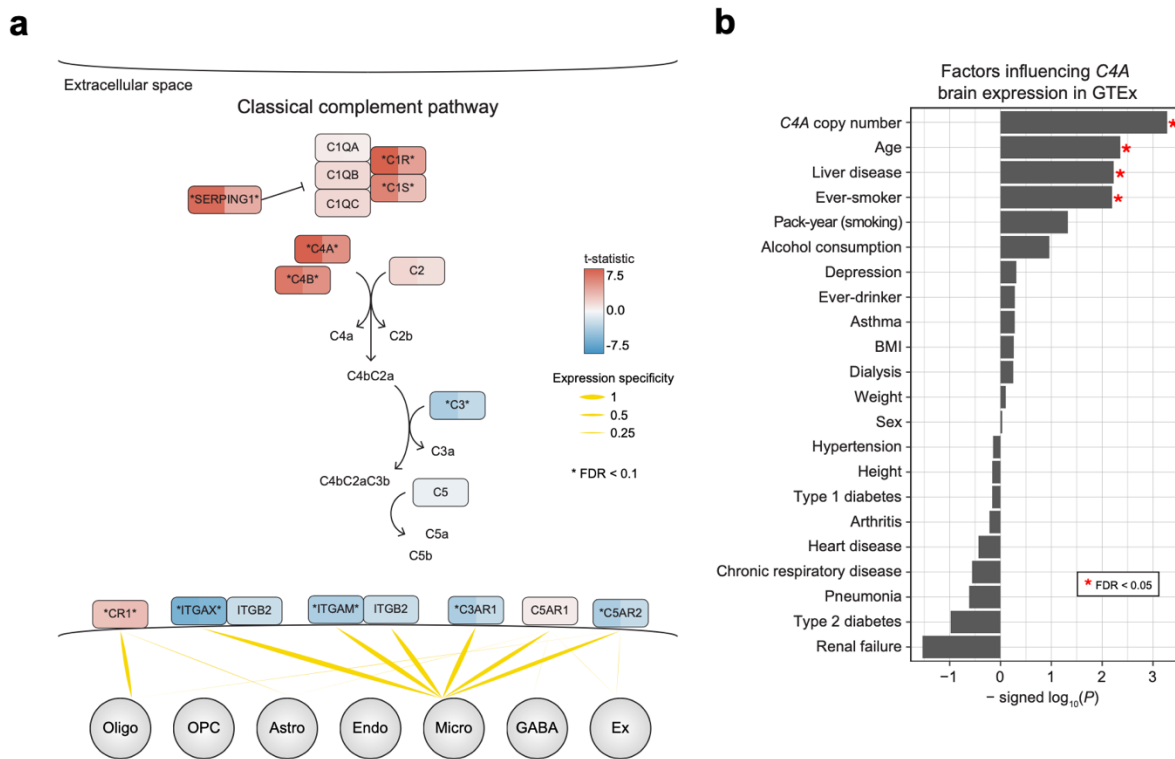 a
Extracellular space
Classical complement pathway
C1QA
*C1R*
C1QB
*C1S*
*SERPING1*
C1QC
*C4A*
*C4B*
C2
C4a
C2b
C4bC2a
*C3*
C3a
C4bC2aC3b
C5
C5a
C5b
t-statistic
7.5
0.0
-7.5
Expression specificity
1
0.5
0.25
* FDR < 0.1
*CR1*
*ITGAX*
ITGB2
*ITGAM*
ITGB2
*C3AR1
C5AR1
*C5AR2
Oligo
OPC
Astro
Endo
Micro
GABA
Ex
b
Factors influencing C4A
brain expression in GTEx
C4A copy number
Age
Liver disease
Ever-smoker
Pack-year (smoking)
Alcohol consumption
Depression
Ever-drinker
Asthma
BMI
Dialysis
Weight
Sex
Hypertension
Height
Type 1 diabetes
Arthritis
Heart disease
Chronic respiratory disease
Pneumonia
Type 2 diabetes
Renal failure
* FDR < 0.05
−1 0 1 2 3
− signed log10(P)